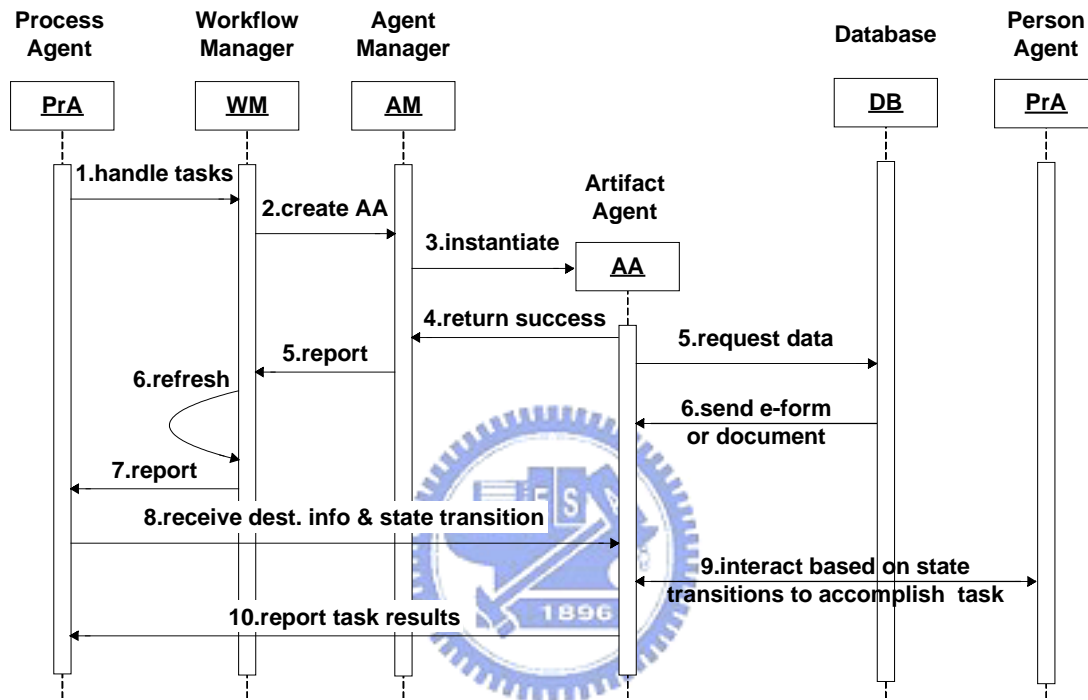 Process
Agent
Workflow
Manager
Agent
Manager
Database
Person
Agent
PrA
WM
AM
DB
PrA
1.handle tasks
2.create AA
Artifact
Agent
3.instantiate
AA
4.return success
5.request data
5.report
6.refresh
6.send e-form
or document
7.report
8.receive dest. info & state transition
9.interact based on state
transitions to accomplish task
10.report task results
E S
1896